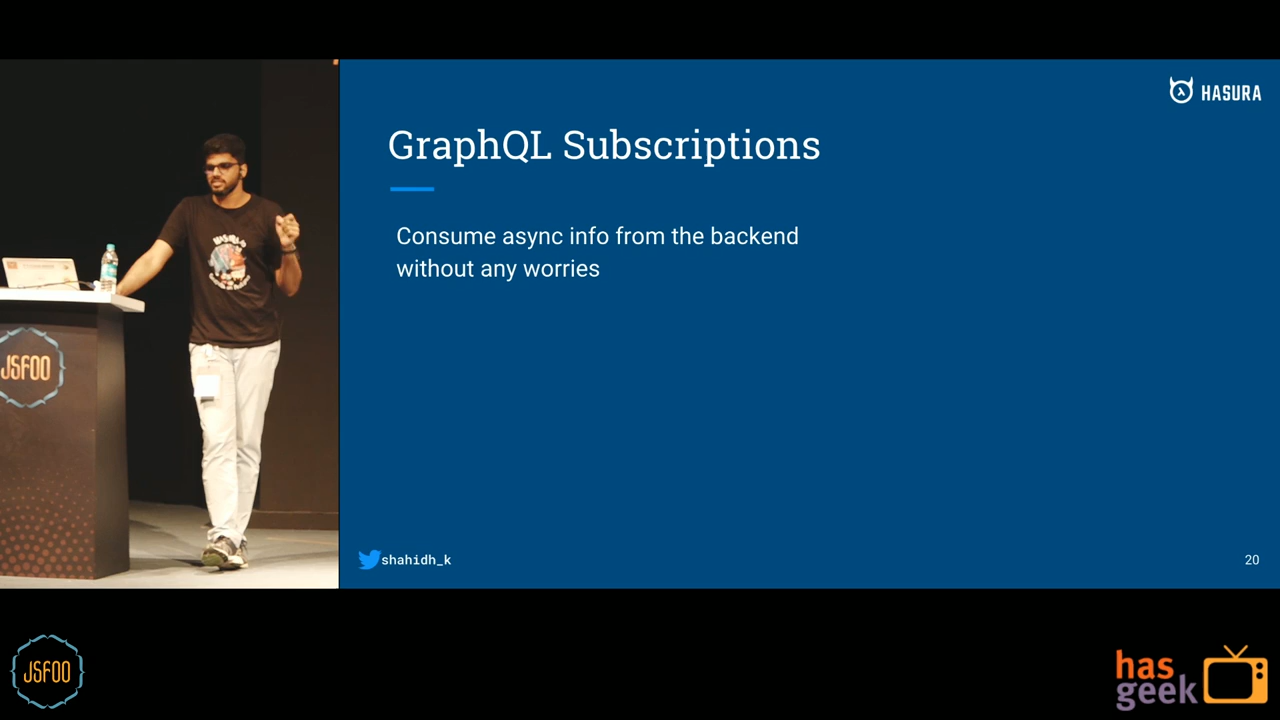 HASURA
GraphQL Subscriptions
Consume async info from the backend
without any worries
shahidh_k
20
JSFOO
JSFOO
has
geek